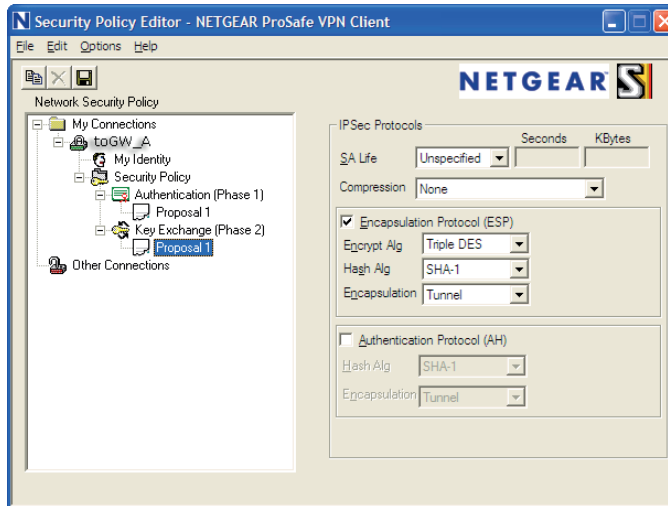 N Security Policy Editor - NETGEAR ProSafe VPN Client
File Edit Options Help
NETGEAR
Network Security Policy
My Connections
toGW_A
My Identity
Security Policy
Authentication (Phase 1)
Proposal 1
Key Exchange (Phase 2)
Proposal 1
Other Connections
IPSec Protocols
Seconds KBytes
SA Life Unspecified
Compression None
Encapsulation Protocol (ESP)
Encrypt Alg Triple DES
Hash Alg SHA-1
Encapsulation Tunnel
Authentication Protocol (AH)
Hash Alg SHA-1
Encapsulation Tunnel